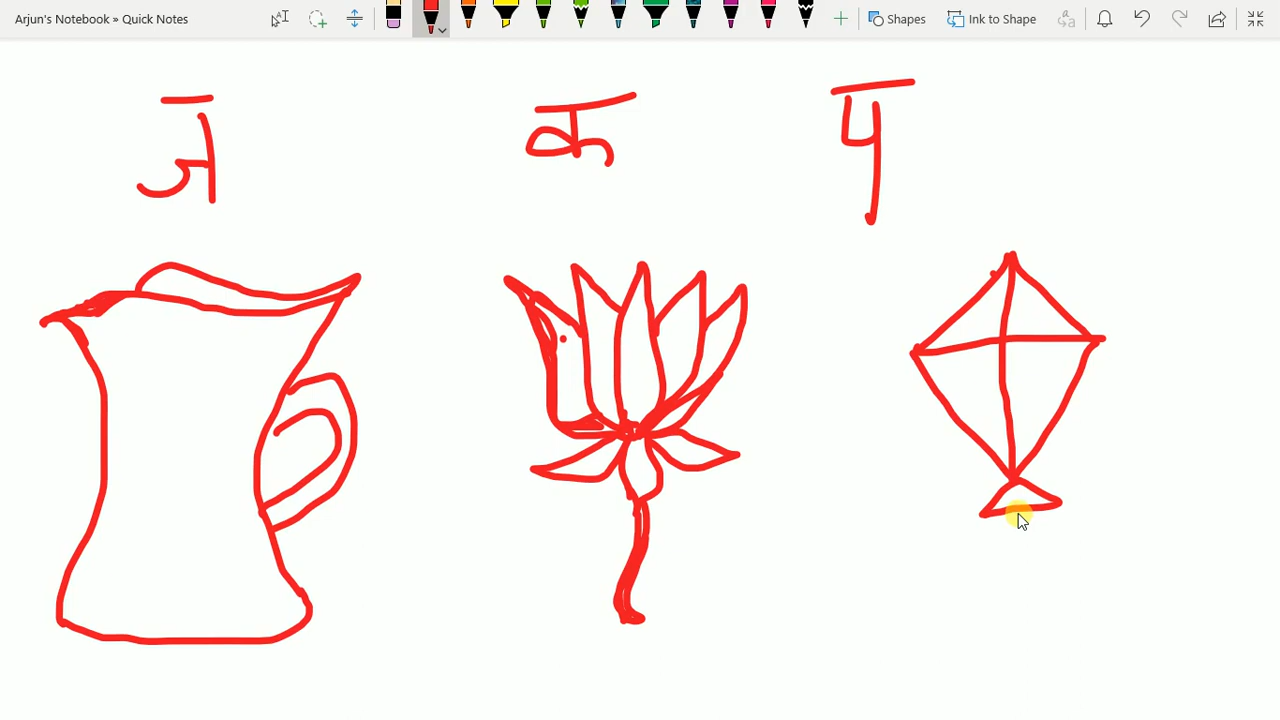 Arjun's Notebook » Quick Notes Shapes Ink to Shape
ज क प